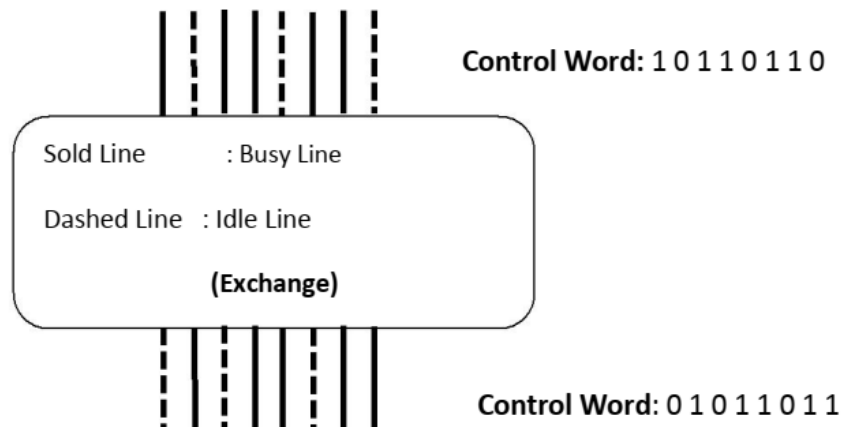 Control Word: 1 0 1 1 0 1 1 0
Sold Line : Busy Line
Dashed Line : Idle Line
(Exchange)
Control Word: 0 1 0 1 1 0 1 1